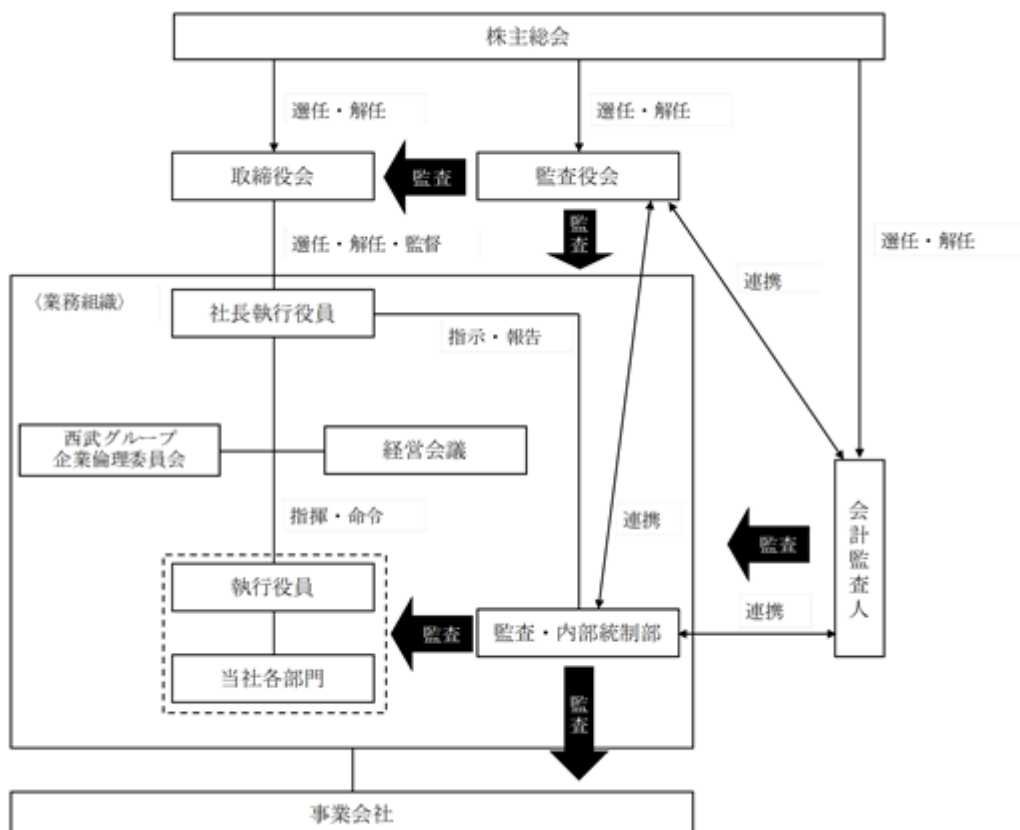 株主総会
選任・解任
選任・解任
取締役会
監査
監査役会
選任・解任・監督
監査
選任・解任
〈業務組織〉
社長執行役員
連携
指示・報告
西武グループ
企業倫理委員会
経営会議
指揮・命令
連携
監査
会計監査人
執行役員
連携
監査
監査・内部統制部
当社各部門
監査
事業会社